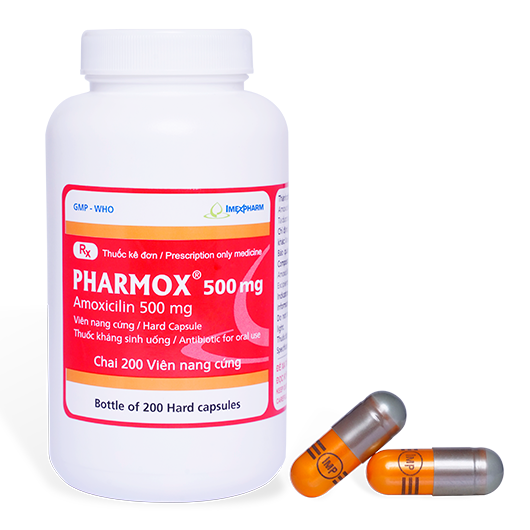 GMP - WHO
IMEXPHARM
Rx Thuốc kê đơn / Prescription only medicine
PHARMOX® 500 mg
Amoxicilin 500 mg
Viên nang cứng / Hard Capsule
Thuốc kháng sinh uống / Antibiotic for oral use
Chai 200 Viên nang cứng
Bottle of 200 Hard capsules
IMP
IMP